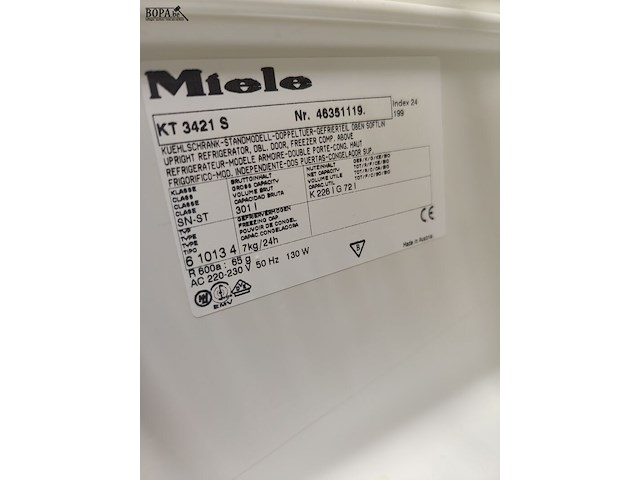 BOPA
Miele
KT 3421 S Nr. 46351119. Index 24
199
KUEHLSCHRANK-STANDMODELL-DOPPELTUER-GEFRIERTEIL OBEN SOFTLIN
UPRIGHT REFRIGERATOR, DBL. DOOR, FREEZER COMP. ABOVE
REFRIGERATEUR-MODELE ARMOIRE-DOUBLE PORTE-CONG. HAUT
FRIGORIFICO-MOD. INDEPENDIENTE-DOS PUERTAS-CONGELADOR SUP.
KLASSE BRUTTOINHALT NUTZINHALT
CLASS GROSS CAPACITY NET CAPACITY
CLASSE VOLUME BRUT VOLUME UTILE
CLASE CAPACIDAD BRUTA CAPAC UTIL
SN-ST 301 l K 226 l G 72 l
TYP GEFRIERVERMÖGEN
TYPE FREEZING CAP
TYPE POUVOIR DE CONGEL.
TIPO CAPAC CONGELADORA
6 1013 4 7kg/24h
R 600a: 65 g
AC 220-230 V 50 Hz 130 W
S
CE
Made in Austria